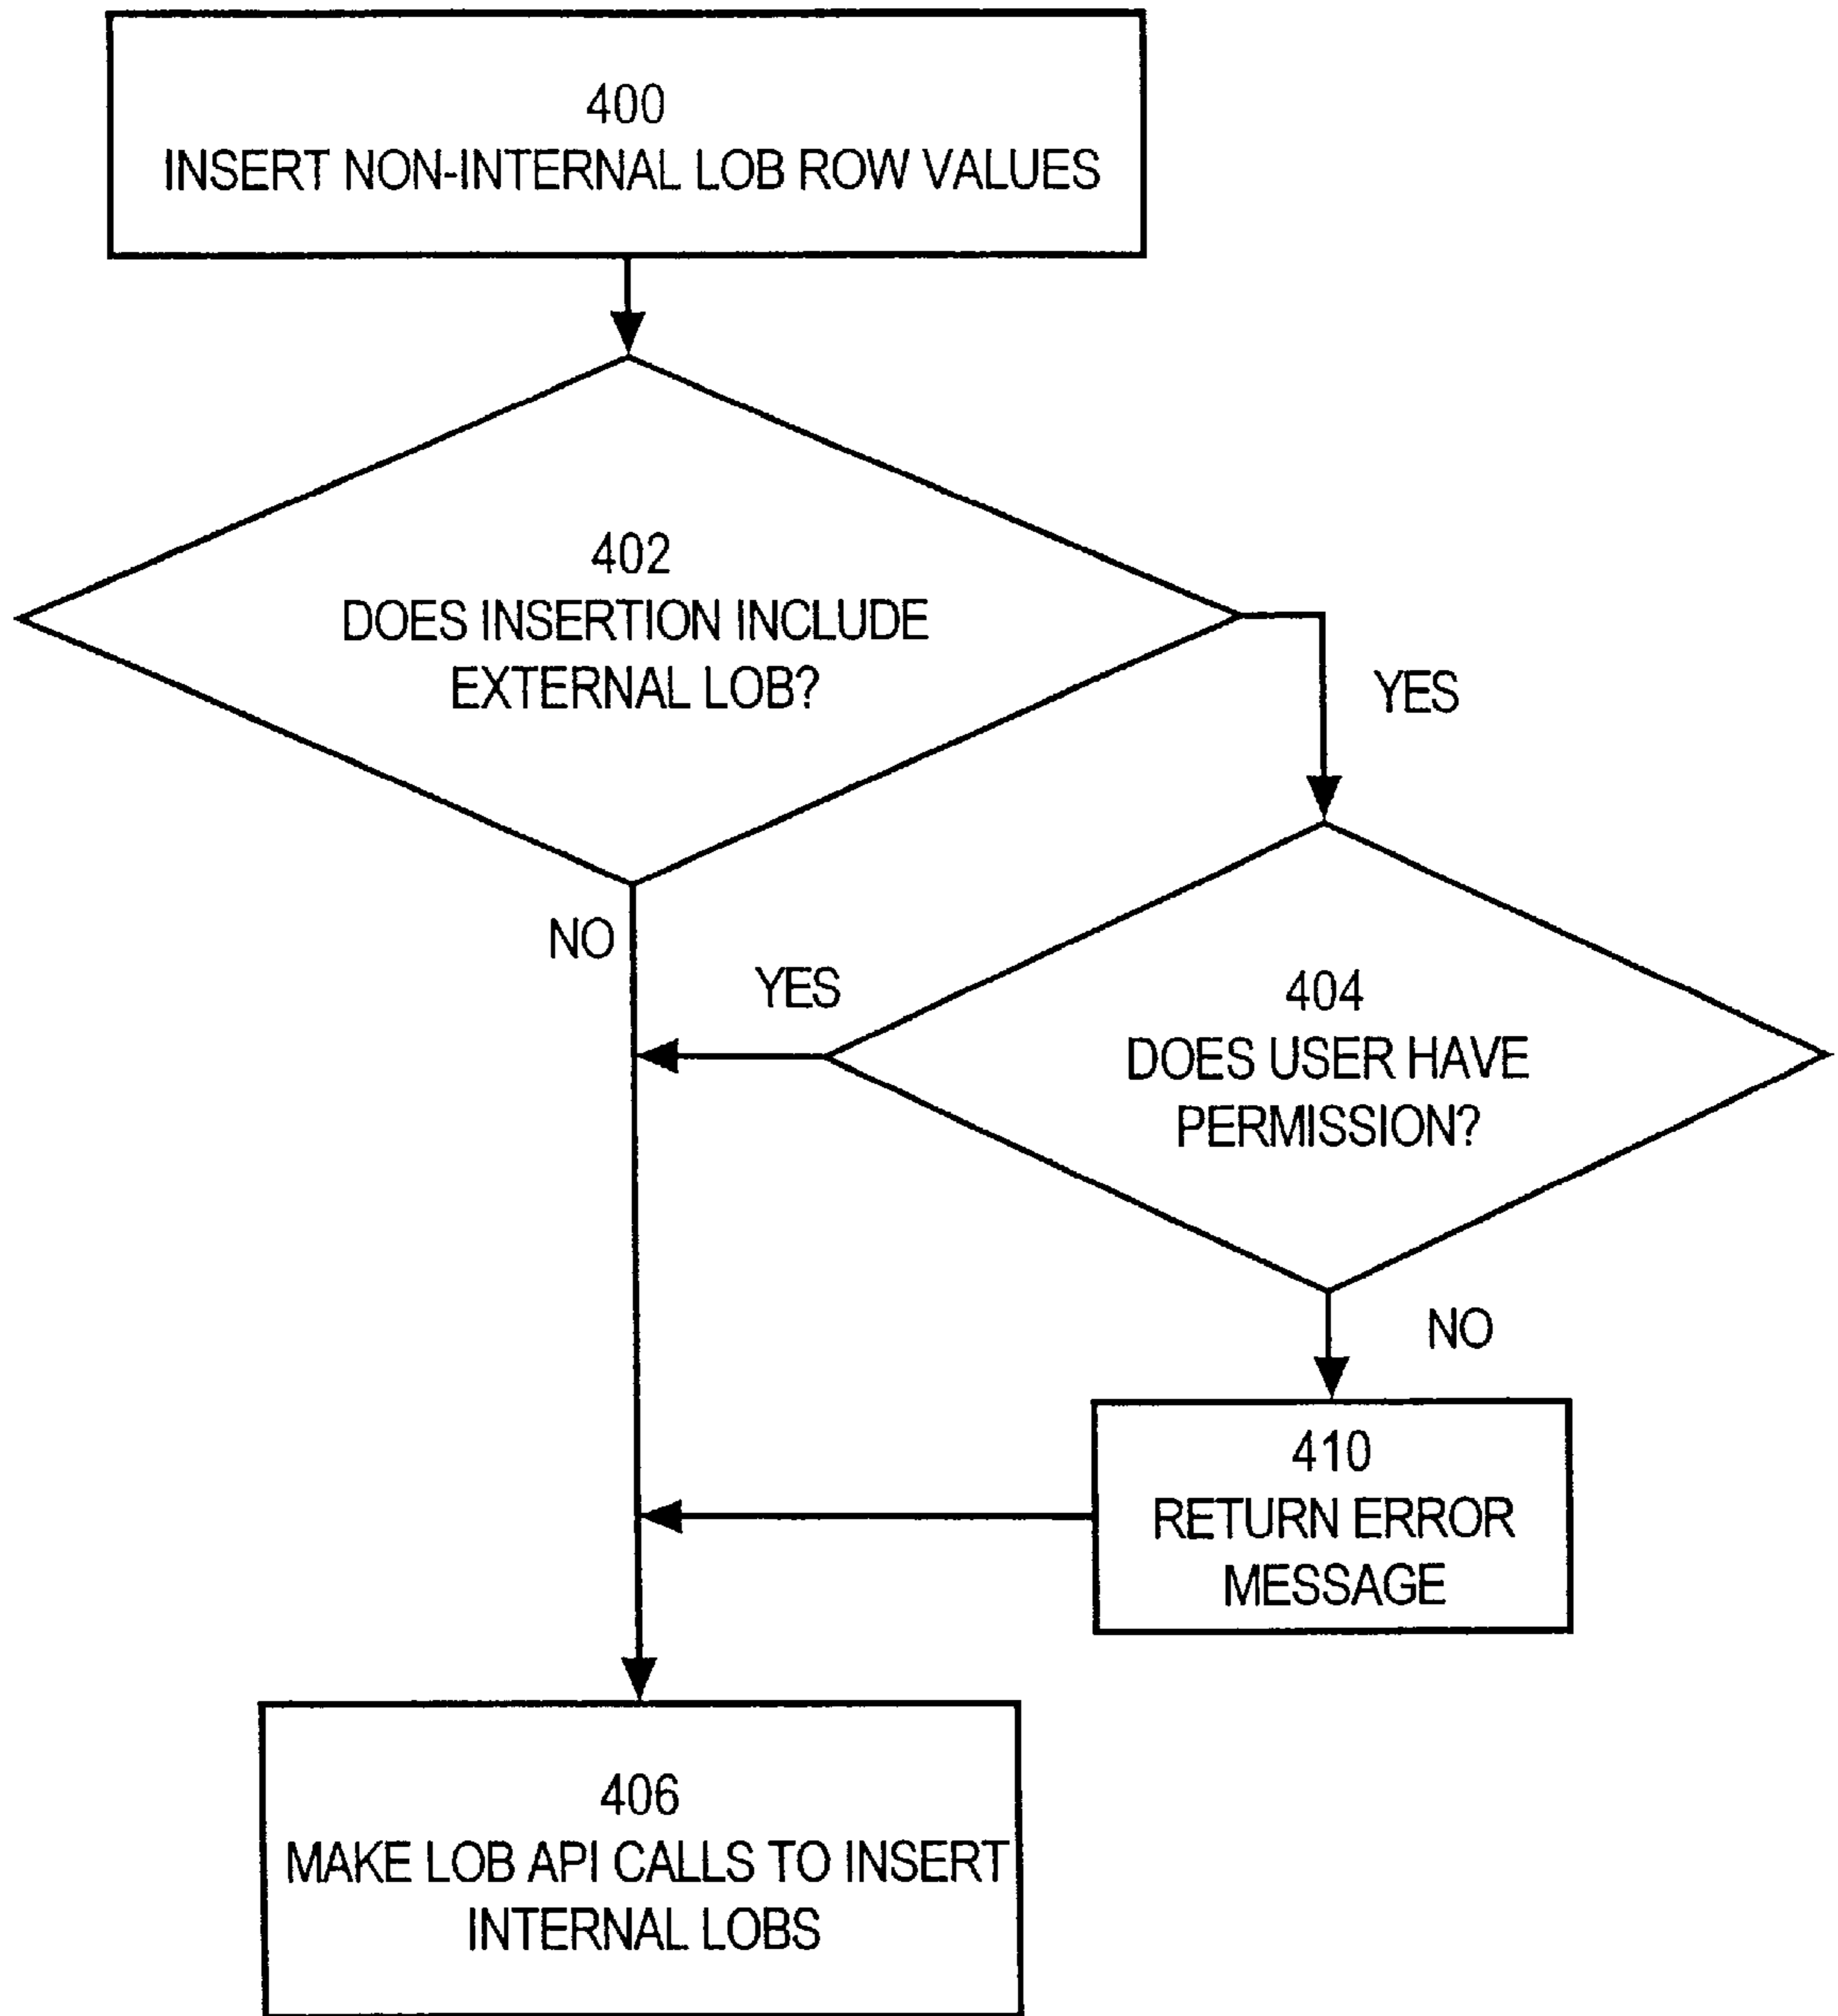 400
INSERT NON-INTERNAL LOB ROW VALUES
402
DOES INSERTION INCLUDE
EXTERNAL LOB?
YES
NO
YES
404
DOES USER HAVE
PERMISSION?
NO
410
RETURN ERROR
MESSAGE
406
MAKE LOB API CALLS TO INSERT
INTERNAL LOBS